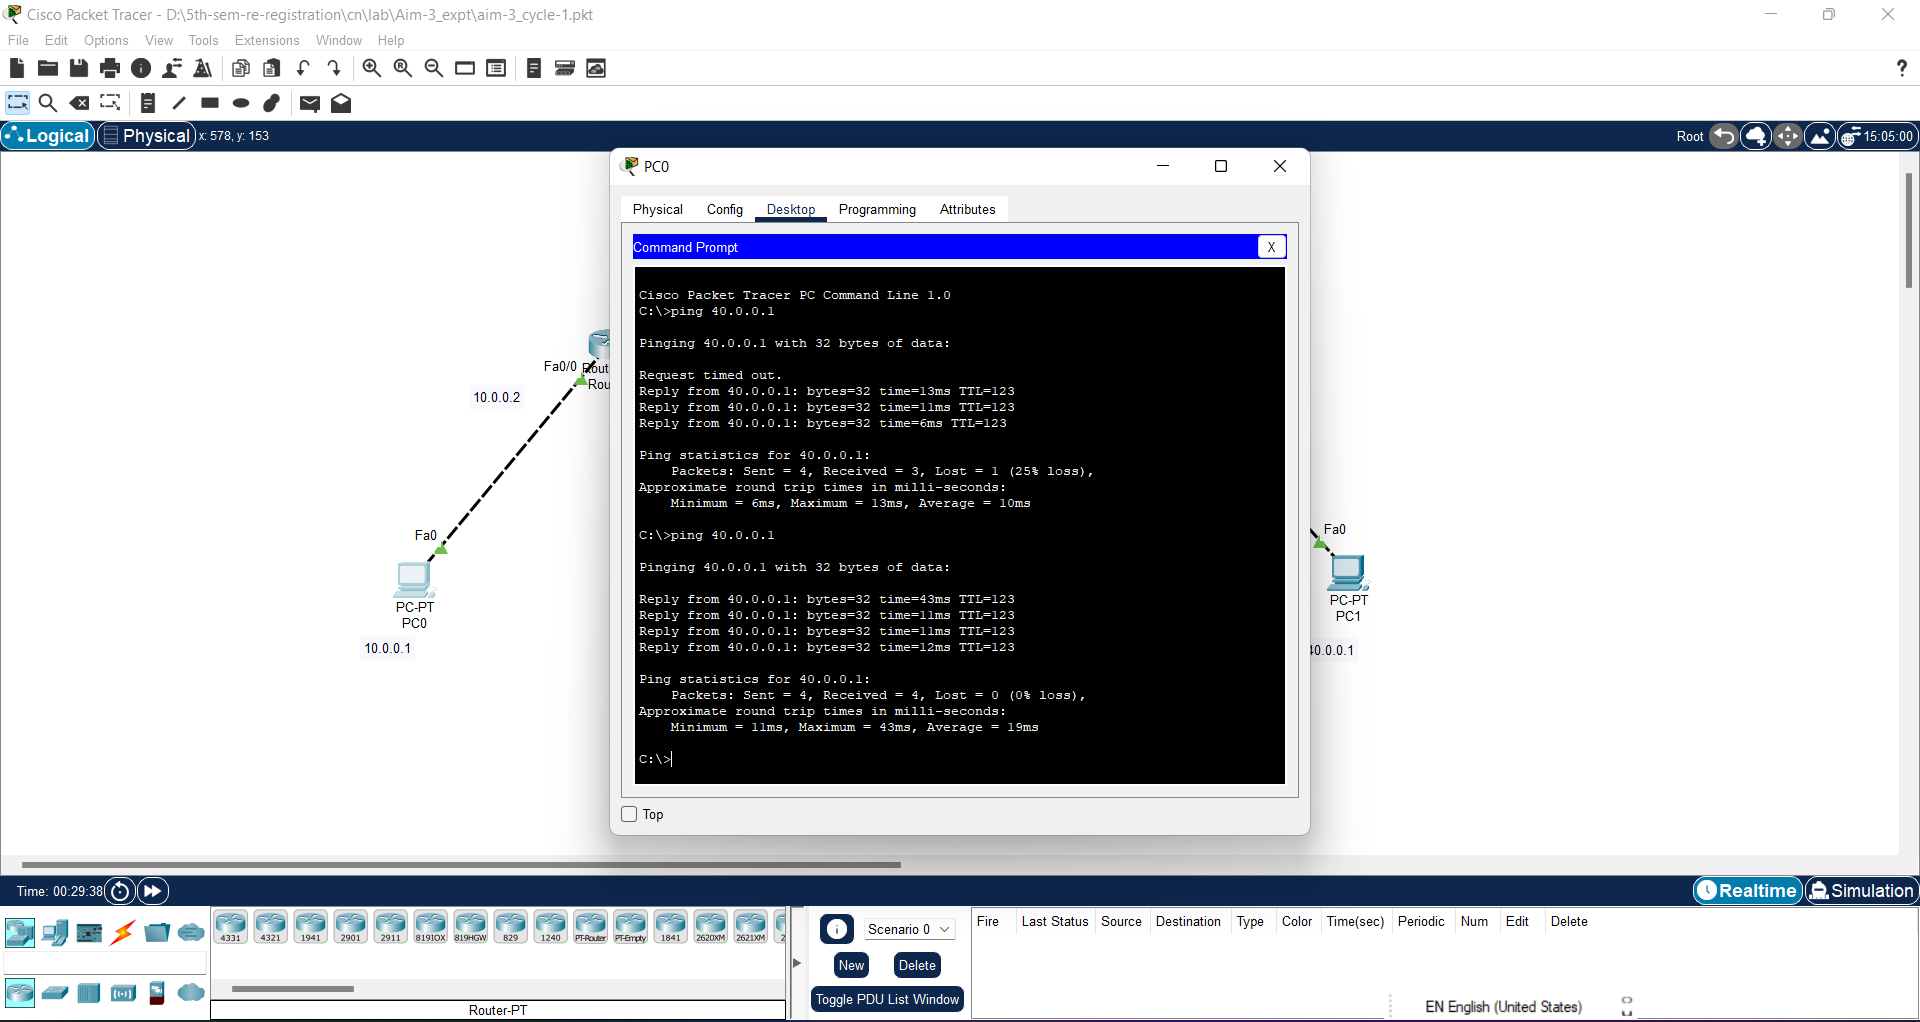 Cisco Packet Tracer - D:\5th-sem-re-registration\cn\lab\Aim-3_expt\aim-3_cycle-1.pkt
File Edit Options View Tools Extensions Window Help
?
Logical Physical x: 578, y: 153 Root 15:05:00
PC0
Physical Config Desktop Programming Attributes
Command Prompt X
Cisco Packet Tracer PC Command Line 1.0
C:\>ping 40.0.0.1
Pinging 40.0.0.1 with 32 bytes of data:
Request timed out.
Reply from 40.0.0.1: bytes=32 time=13ms TTL=123
Reply from 40.0.0.1: bytes=32 time=11ms TTL=123
Reply from 40.0.0.1: bytes=32 time=6ms TTL=123
Ping statistics for 40.0.0.1:
Packets: Sent = 4, Received = 3, Lost = 1 (25% loss),
Approximate round trip times in milli-seconds:
Minimum = 6ms, Maximum = 13ms, Average = 10ms
C:\>ping 40.0.0.1
Pinging 40.0.0.1 with 32 bytes of data:
Reply from 40.0.0.1: bytes=32 time=43ms TTL=123
Reply from 40.0.0.1: bytes=32 time=11ms TTL=123
Reply from 40.0.0.1: bytes=32 time=11ms TTL=123
Reply from 40.0.0.1: bytes=32 time=12ms TTL=123
Ping statistics for 40.0.0.1:
Packets: Sent = 4, Received = 4, Lost = 0 (0% loss),
Approximate round trip times in milli-seconds:
Minimum = 11ms, Maximum = 43ms, Average = 19ms
C:\>
Top
Fa0/0 Rout
Rou
10.0.0.2
Fa0
PC-PT
PC0
10.0.0.1
Fa0
PC-PT
PC1
40.0.0.1
Time: 00:29:38 Realtime Simulation
4331 4321 1941 2901 2911 819IOX 819HGW 829 1240 PT-Router PT-Empty 1841 2620XM 2621XM 2
Router-PT
Scenario 0
New Delete
Toggle PDU List Window
Fire Last Status Source Destination Type Color Time(sec) Periodic Num Edit Delete
EN English (United States)